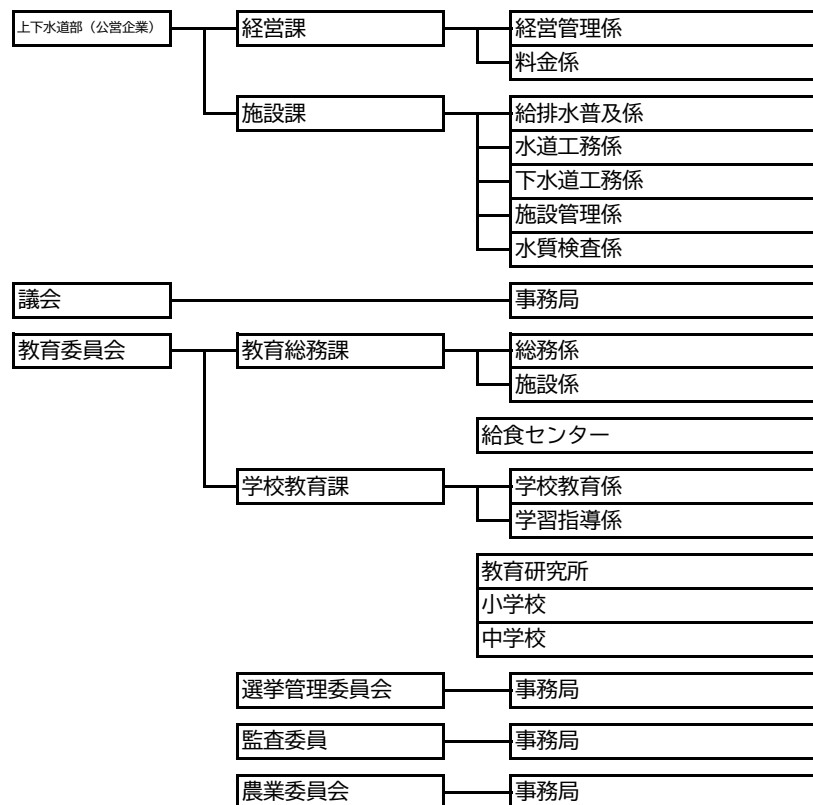 上下水道部（公営企業） 経営課 経営管理係
料金係
施設課 給排水普及係
水道工務係
下水道工務係
施設管理係
水質検査係
議会 事務局
教育委員会 教育総務課 総務係
施設係
給食センター
学校教育課 学校教育係
学習指導係
教育研究所
小学校
中学校
選挙管理委員会 事務局
監査委員 事務局
農業委員会 事務局